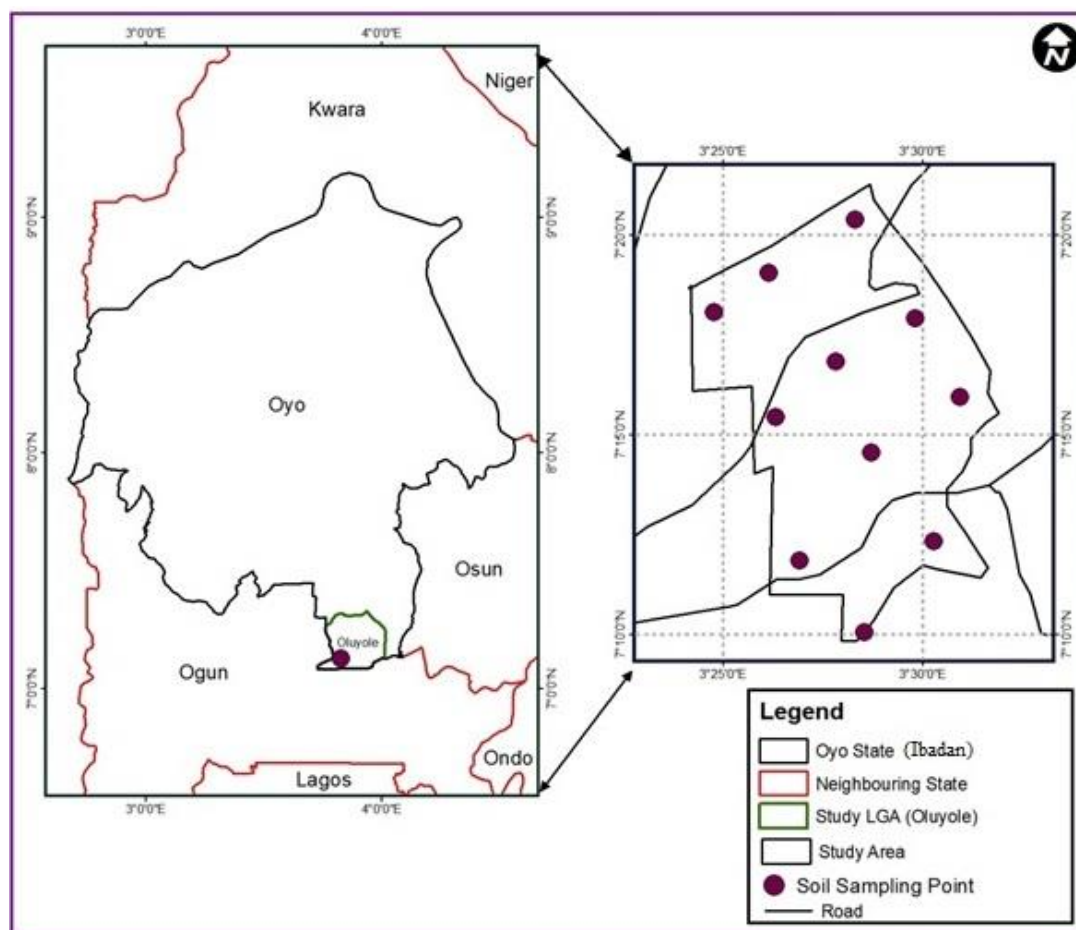 N
3°0'0"E
4°0'0"E
Niger
Kwara
9°0'0"N
9°0'0"N
Oyo
8°0'0"N
8°0'0"N
Osun
Oluyole
Ogun
7°0'0"N
7°0'0"N
Ondo
Lagos
3°0'0"E
4°0'0"E
3°25'0"E
3°30'0"E
7°20'0"N
7°20'0"N
7°15'0"N
7°15'0"N
7°10'0"N
7°10'0"N
3°25'0"E
3°30'0"E
Legend
Oyo State (Ibadan)
Neighbouring State
Study LGA (Oluyole)
Study Area
Soil Sampling Point
Road